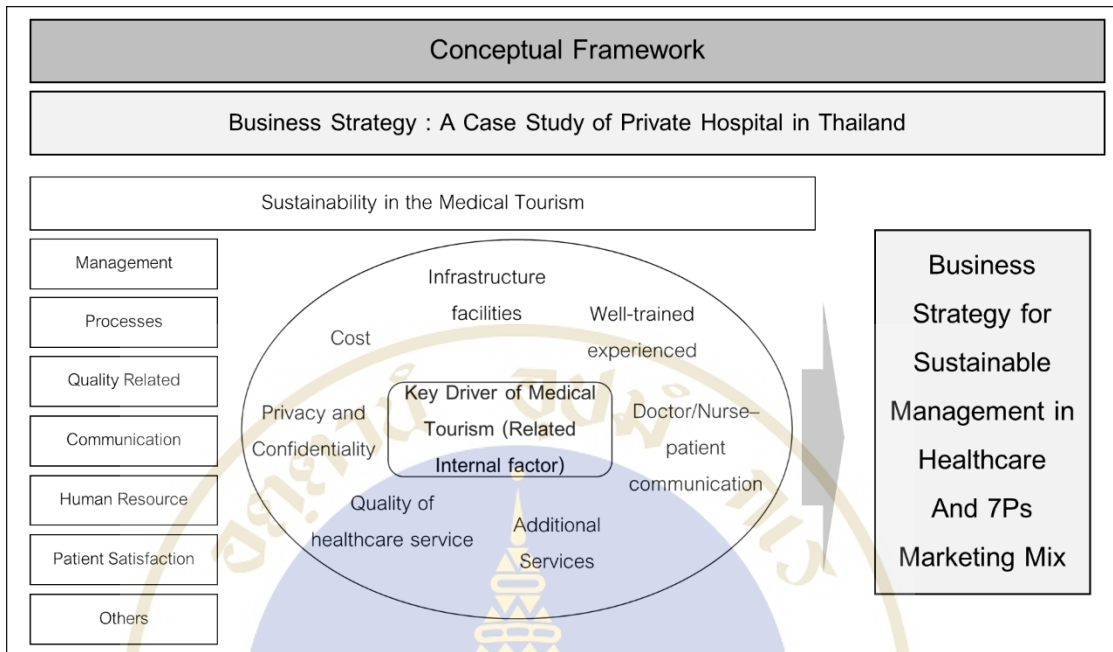 Conceptual Framework
Business Strategy : A Case Study of Private Hospital in Thailand
Sustainability in the Medical Tourism
Management
Processes
Quality Related
Communication
Human Resource
Patient Satisfaction
Others
Infrastructure
facilities
Well-trained
experienced
Cost
Key Driver of Medical
Tourism (Related
Internal factor)
Privacy and
Confidentiality
Doctor/Nurse–
patient
communication
Quality of
healthcare service
Additional
Services
Business
Strategy for
Sustainable
Management in
Healthcare
And 7Ps
Marketing Mix